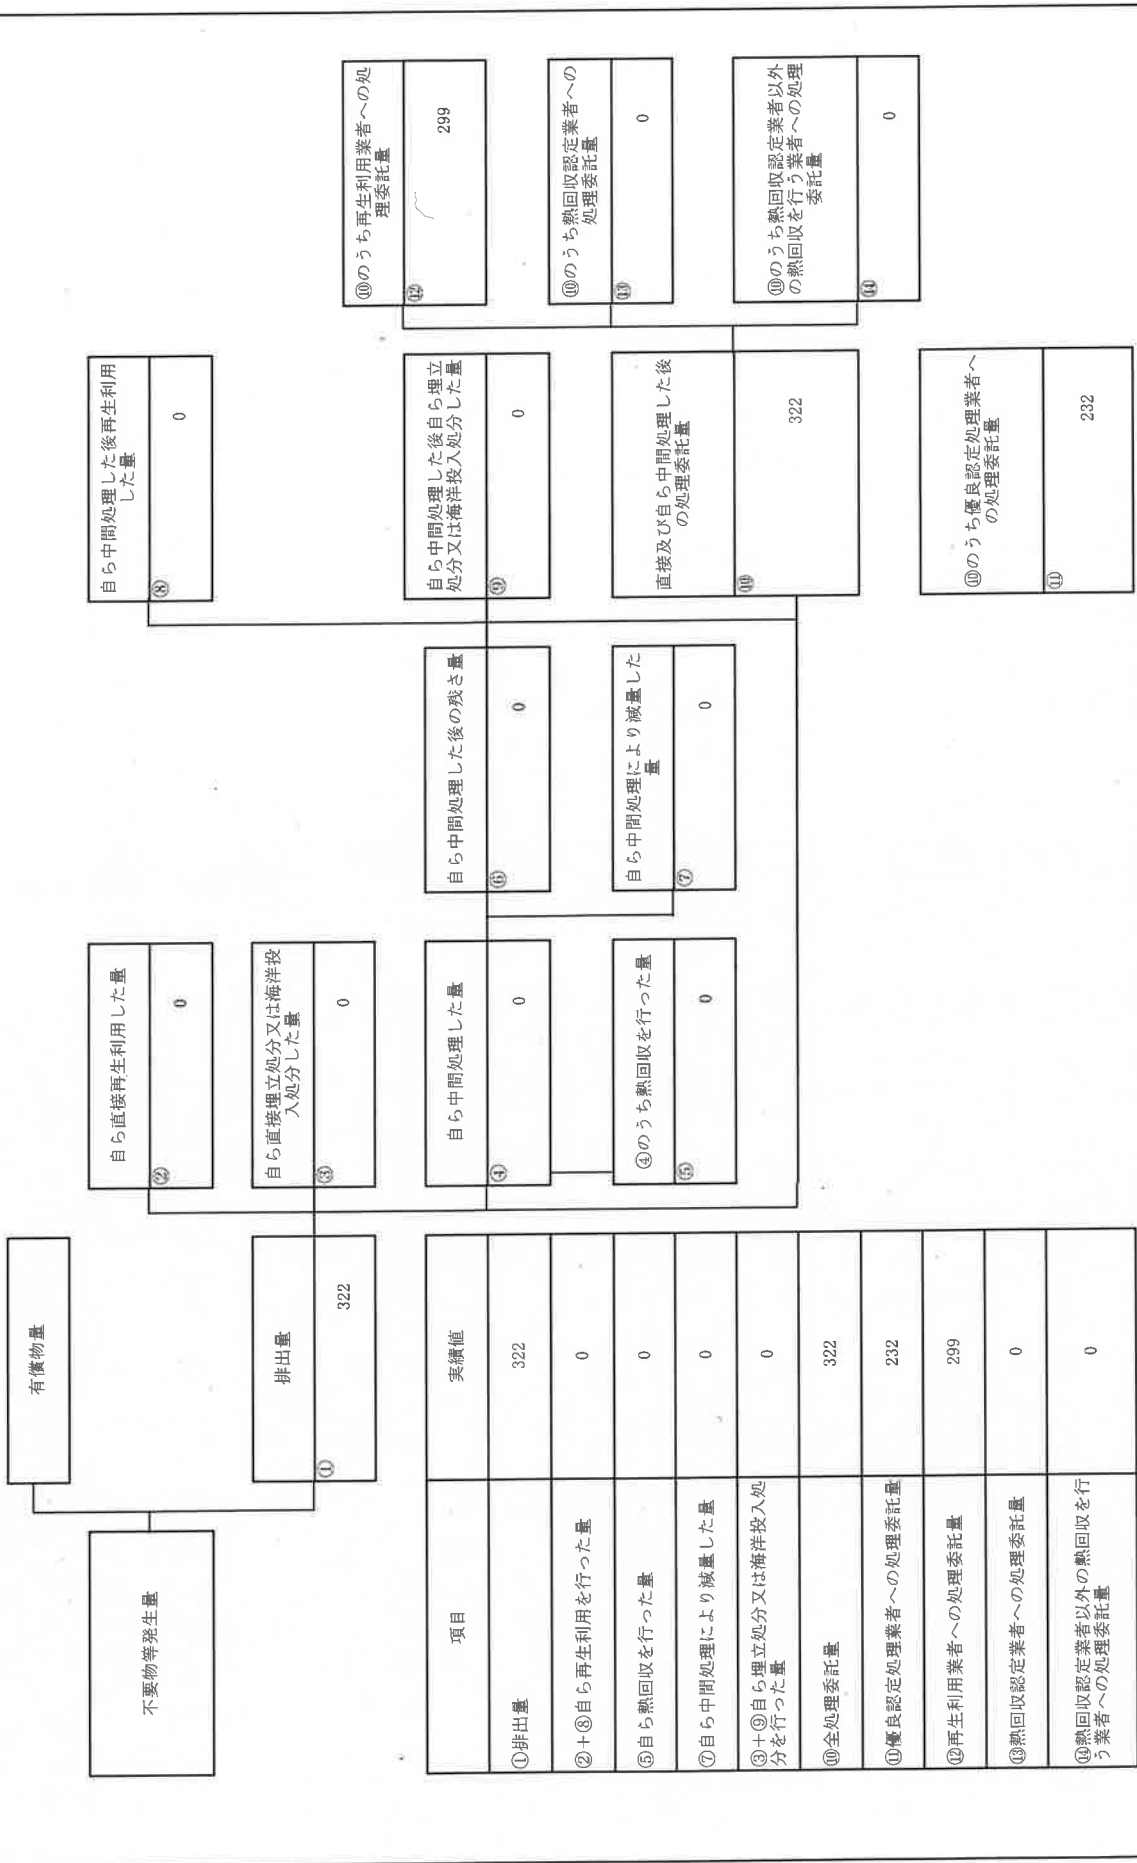 不要物等発生量
有償物量
排出量
①
322
自ら直接再生利用した量
②
0
自ら直接埋立処分又は海洋投
入処分した量
③
0
自ら中間処理した量
④
0
④のうち熱回収を行った量
⑤
0
自ら中間処理した後の残さ量
⑥
0
自ら中間処理により減量した
量
⑦
0
自ら中間処理した後再生利用
した量
⑧
0
自ら中間処理した後自ら埋立
処分又は海洋投入処分した量
⑨
0
直接及び自ら中間処理した後
の処理委託量
⑩
322
⑩のうち優良認定処理業者へ
の処理委託量
⑪
232
⑩のうち再生利用業者への処
理委託量
⑫
299
⑩のうち熱回収認定業者への
処理委託量
⑬
0
⑩のうち熱回収認定業者以外
の熱回収を行う業者への処理
委託量
⑭
0
項目 実績値
①排出量 322
②+⑧自ら再生利用を行った量 0
⑤自ら熱回収を行った量 0
⑦自ら中間処理により減量した量 0
③+⑨自ら埋立処分又は海洋投入処
分を行った量 0
⑩全処理委託量 322
⑪優良認定処理業者への処理委託量 232
⑫再生利用業者への処理委託量 299
⑬熱回収認定業者への処理委託量 0
⑭熱回収認定業者以外の熱回収を行
う業者への処理委託量 0